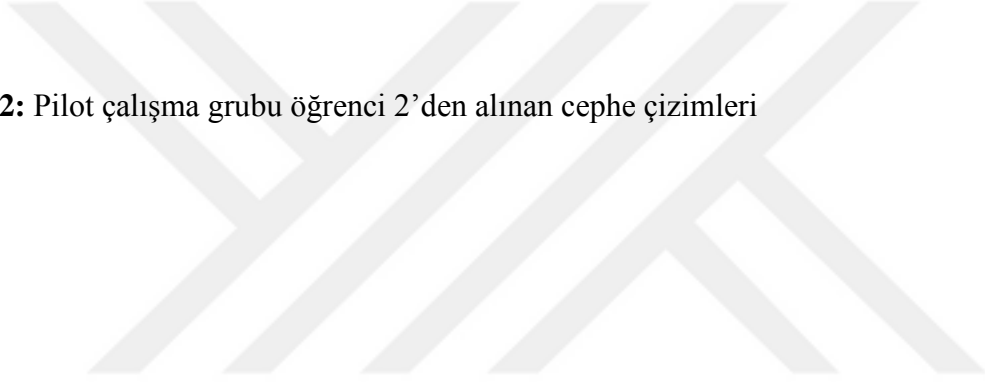 2: Pilot çalışma grubu öğrenci 2’den alınan cephe çizimleri